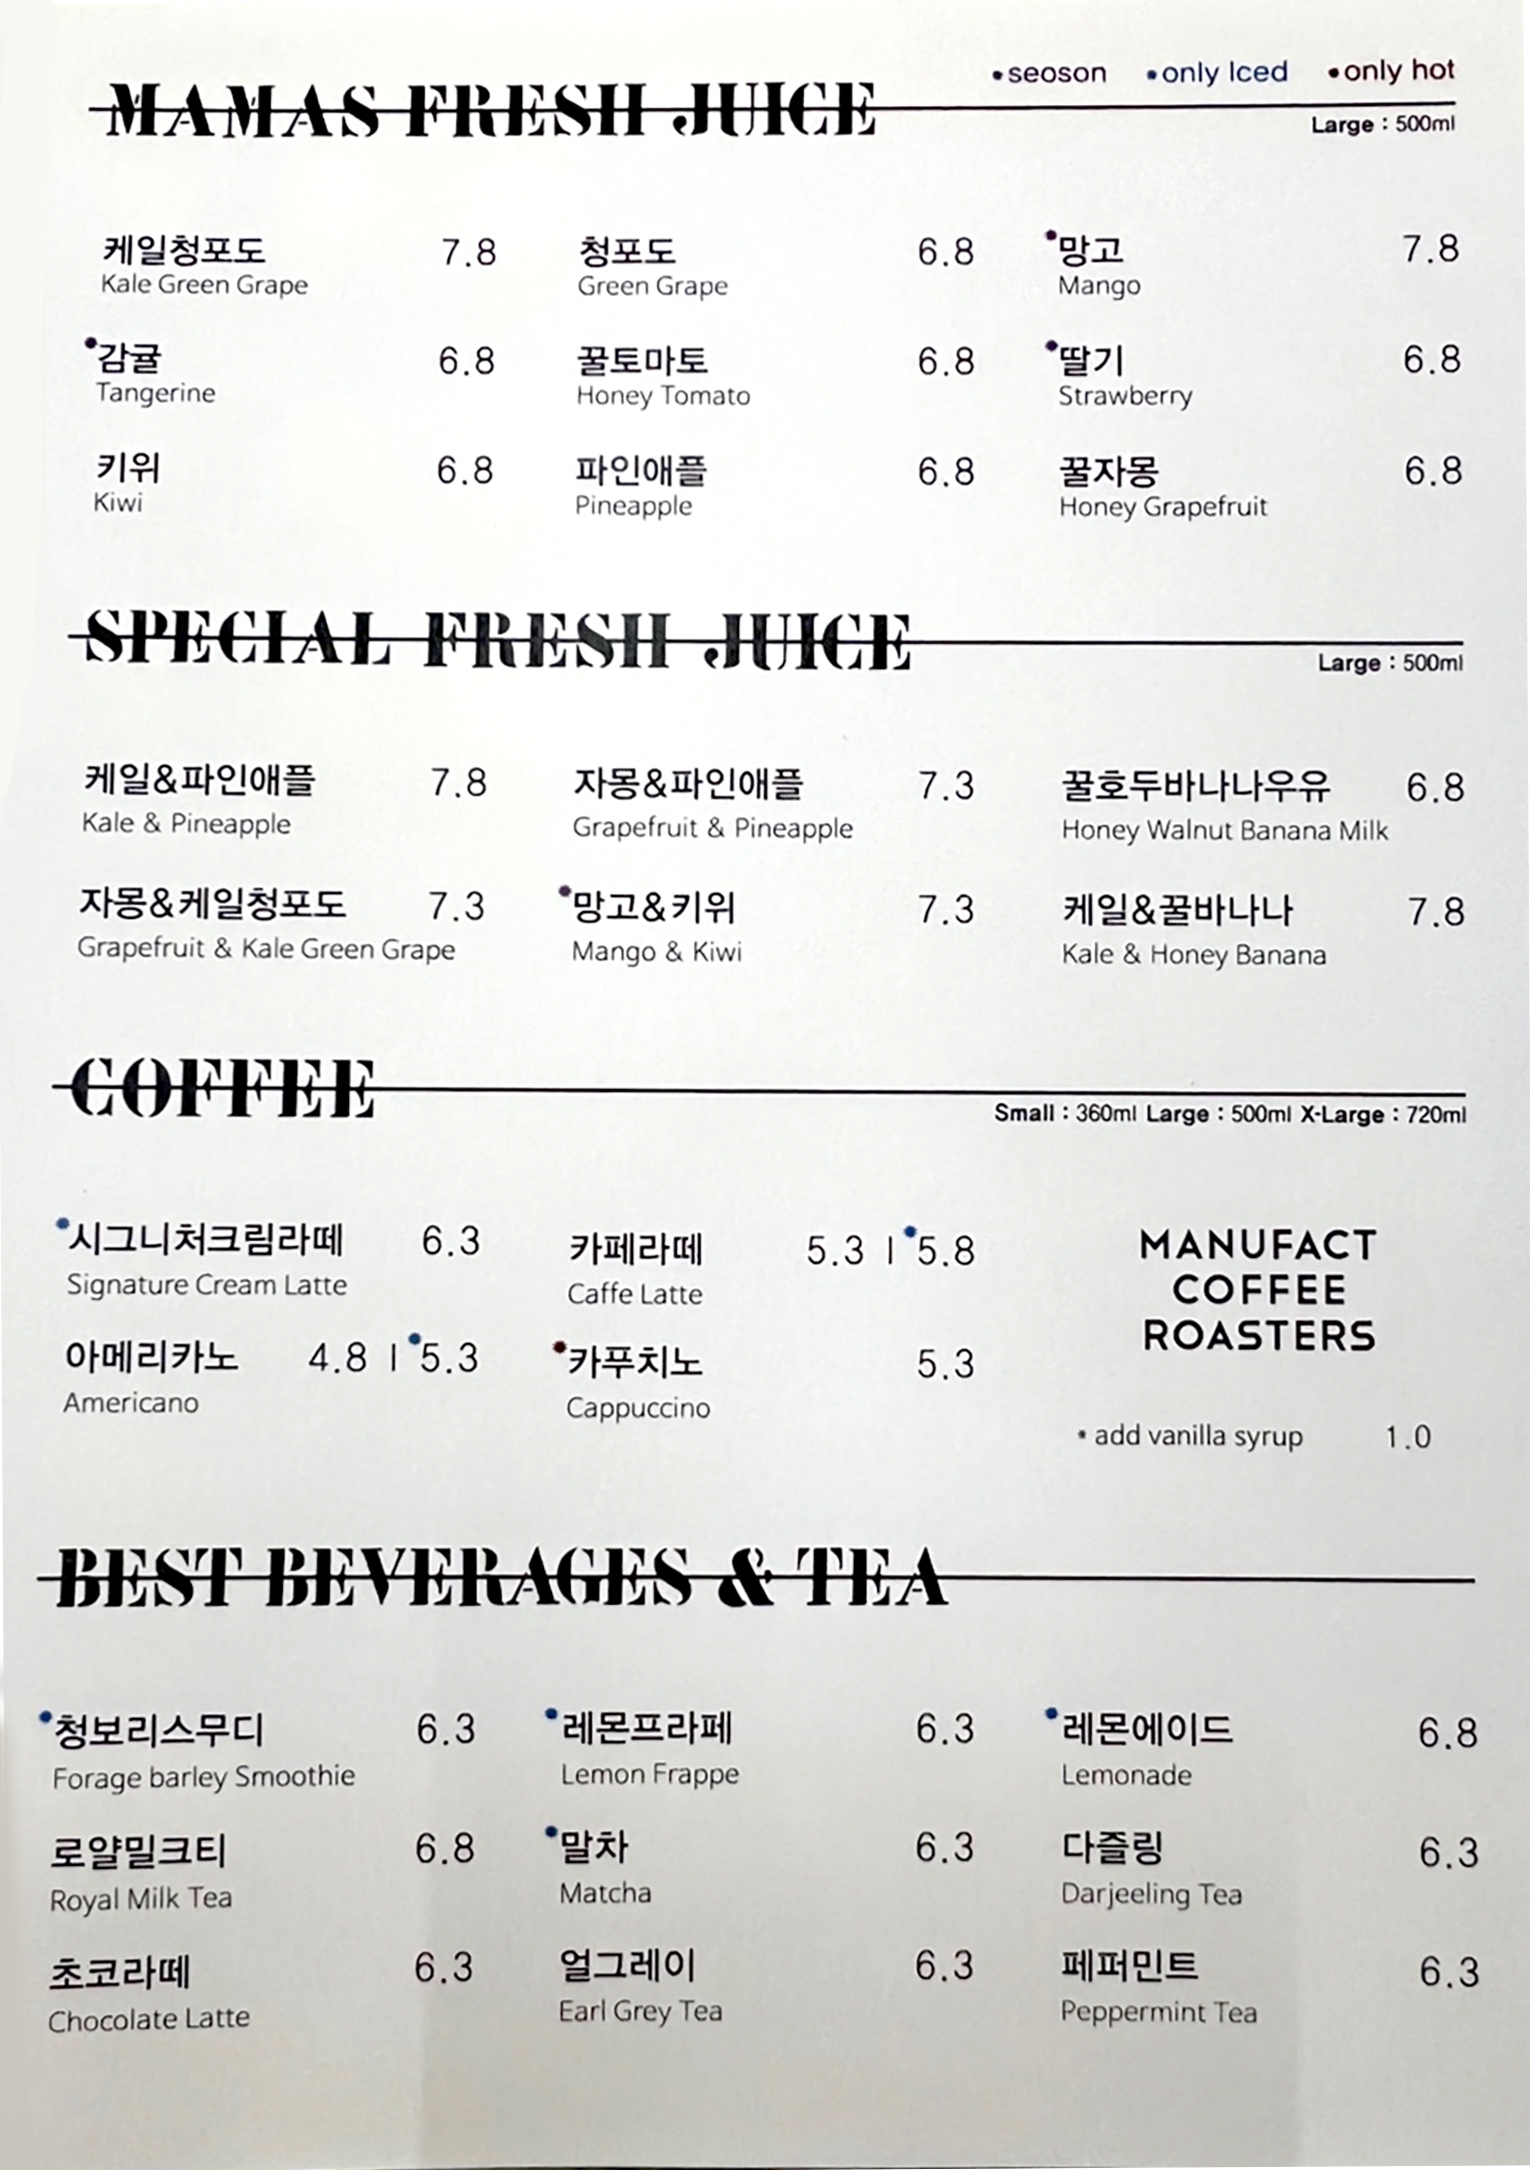 •seoson •only Iced •only hot
MAMAS FRESH JUICE
Large : 500ml
케일청포도 7.8 청포도 6.8 •망고 7.8
Kale Green Grape Green Grape Mango
•감귤 6.8 꿀토마토 6.8 •딸기 6.8
Tangerine Honey Tomato Strawberry
키위 6.8 파인애플 6.8 꿀자몽 6.8
Kiwi Pineapple Honey Grapefruit
SPECIAL FRESH JUICE
Large : 500ml
케일&파인애플 7.8 자몽&파인애플 7.3 꿀호두바나나우유 6.8
Kale & Pineapple Grapefruit & Pineapple Honey Walnut Banana Milk
자몽&케일청포도 7.3 •망고&키위 7.3 케일&꿀바나나 7.8
Grapefruit & Kale Green Grape Mango & Kiwi Kale & Honey Banana
COFFEE
Small : 360ml Large : 500ml X-Large : 720ml
•시그니처크림라떼 6.3 카페라떼 5.3 | •5.8
Signature Cream Latte Caffe Latte
아메리카노 4.8 | •5.3 •카푸치노 5.3
Americano Cappuccino
MANUFACT
COFFEE
ROASTERS
• add vanilla syrup 1.0
BEST BEVERAGES & TEA
•청보리스무디 6.3 •레몬프라페 6.3 •레몬에이드 6.8
Forage barley Smoothie Lemon Frappe Lemonade
로얄밀크티 6.8 •말차 6.3 다즐링 6.3
Royal Milk Tea Matcha Darjeeling Tea
초코라떼 6.3 얼그레이 6.3 페퍼민트 6.3
Chocolate Latte Earl Grey Tea Peppermint Tea